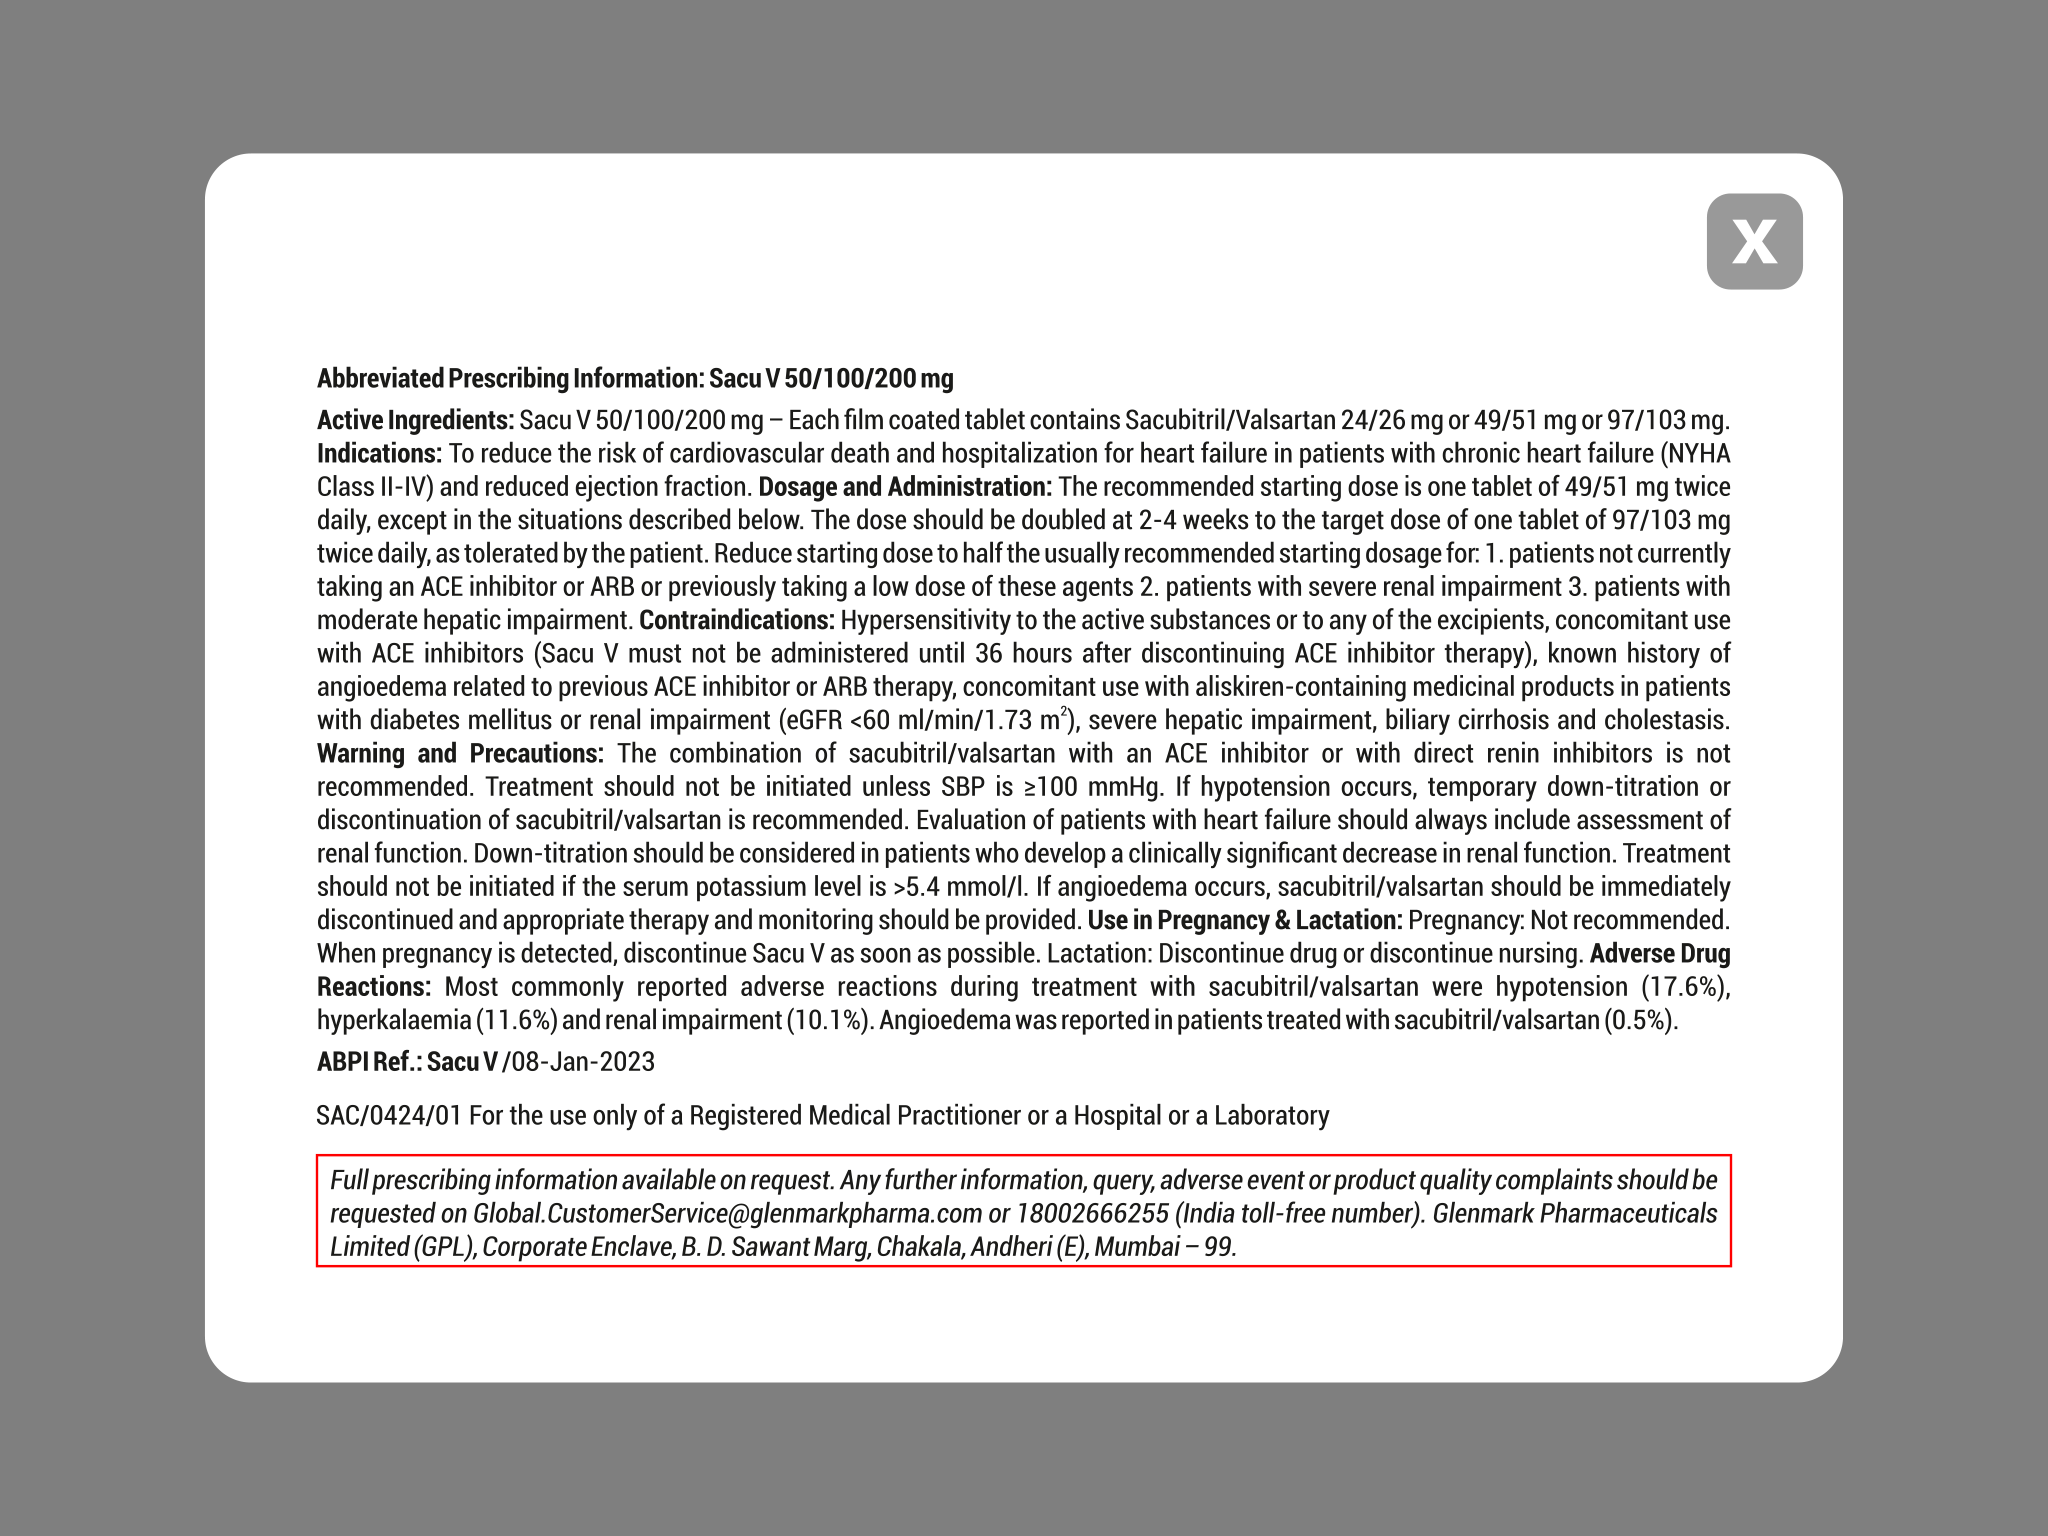 X
Abbreviated Prescribing Information: Sacu V 50/100/200 mg
Active Ingredients: Sacu V 50/100/200 mg – Each film coated tablet contains Sacubitril/Valsartan 24/26 mg or 49/51 mg or 97/103 mg.
Indications: To reduce the risk of cardiovascular death and hospitalization for heart failure in patients with chronic heart failure (NYHA
Class II-IV) and reduced ejection fraction. Dosage and Administration: The recommended starting dose is one tablet of 49/51 mg twice
daily, except in the situations described below. The dose should be doubled at 2-4 weeks to the target dose of one tablet of 97/103 mg
twice daily, as tolerated by the patient. Reduce starting dose to half the usually recommended starting dosage for: 1. patients not currently
taking an ACE inhibitor or ARB or previously taking a low dose of these agents 2. patients with severe renal impairment 3. patients with
moderate hepatic impairment. Contraindications: Hypersensitivity to the active substances or to any of the excipients, concomitant use
with ACE inhibitors (Sacu V must not be administered until 36 hours after discontinuing ACE inhibitor therapy), known history of
angioedema related to previous ACE inhibitor or ARB therapy, concomitant use with aliskiren-containing medicinal products in patients
with diabetes mellitus or renal impairment (eGFR <60 ml/min/1.73 m²), severe hepatic impairment, biliary cirrhosis and cholestasis.
Warning and Precautions: The combination of sacubitril/valsartan with an ACE inhibitor or with direct renin inhibitors is not
recommended. Treatment should not be initiated unless SBP is ≥100 mmHg. If hypotension occurs, temporary down-titration or
discontinuation of sacubitril/valsartan is recommended. Evaluation of patients with heart failure should always include assessment of
renal function. Down-titration should be considered in patients who develop a clinically significant decrease in renal function. Treatment
should not be initiated if the serum potassium level is >5.4 mmol/l. If angioedema occurs, sacubitril/valsartan should be immediately
discontinued and appropriate therapy and monitoring should be provided. Use in Pregnancy & Lactation: Pregnancy: Not recommended.
When pregnancy is detected, discontinue Sacu V as soon as possible. Lactation: Discontinue drug or discontinue nursing. Adverse Drug
Reactions: Most commonly reported adverse reactions during treatment with sacubitril/valsartan were hypotension (17.6%),
hyperkalaemia (11.6%) and renal impairment (10.1%). Angioedema was reported in patients treated with sacubitril/valsartan (0.5%).
ABPI Ref.: Sacu V /08-Jan-2023
SAC/0424/01 For the use only of a Registered Medical Practitioner or a Hospital or a Laboratory
Full prescribing information available on request. Any further information, query, adverse event or product quality complaints should be
requested on Global.CustomerService@glenmarkpharma.com or 18002666255 (India toll-free number). Glenmark Pharmaceuticals
Limited (GPL), Corporate Enclave, B. D. Sawant Marg, Chakala, Andheri (E), Mumbai – 99.